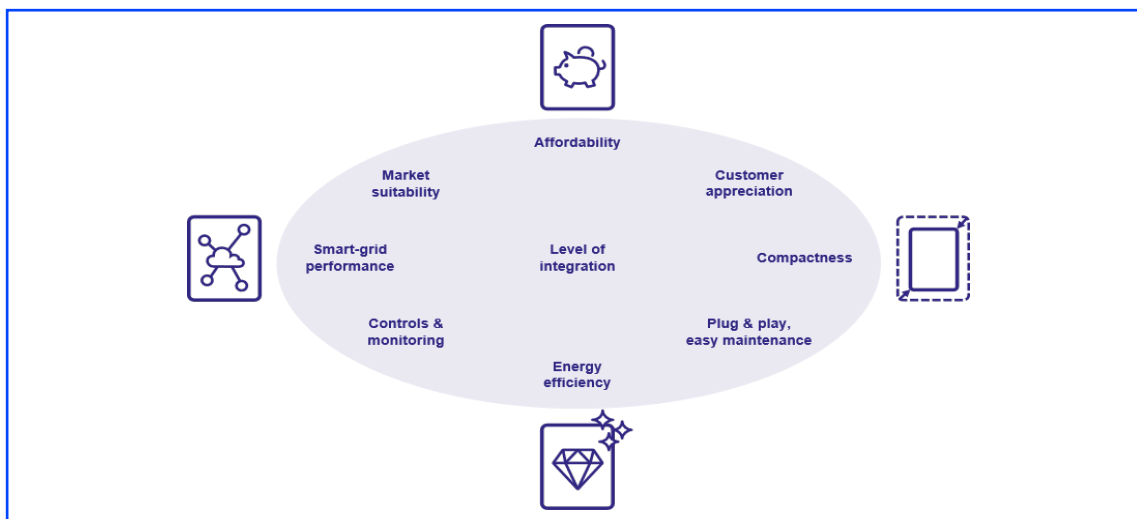 Affordability
Market
suitability
Customer
appreciation
Smart-grid
performance
Level of
integration
Compactness
Controls &
monitoring
Plug & play,
easy maintenance
Energy
efficiency